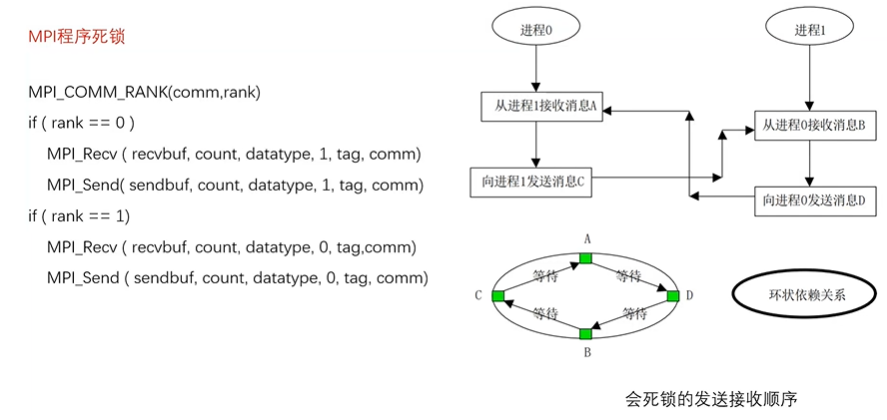 MPI程序死锁
MPI_COMM_RANK(comm,rank)
if ( rank == 0 )
MPI_Recv ( recvbuf, count, datatype, 1, tag, comm)
MPI_Send( sendbuf, count, datatype, 1, tag, comm)
if ( rank == 1)
MPI_Recv ( recvbuf, count, datatype, 0, tag,comm)
MPI_Send ( sendbuf, count, datatype, 0, tag, comm)
进程0
进程1
从进程1接收消息A
从进程0接收消息B
向进程1发送消息C
向进程0发送消息D
A
等待
等待
C
D
等待
等待
B
环状依赖关系
会死锁的发送接收顺序